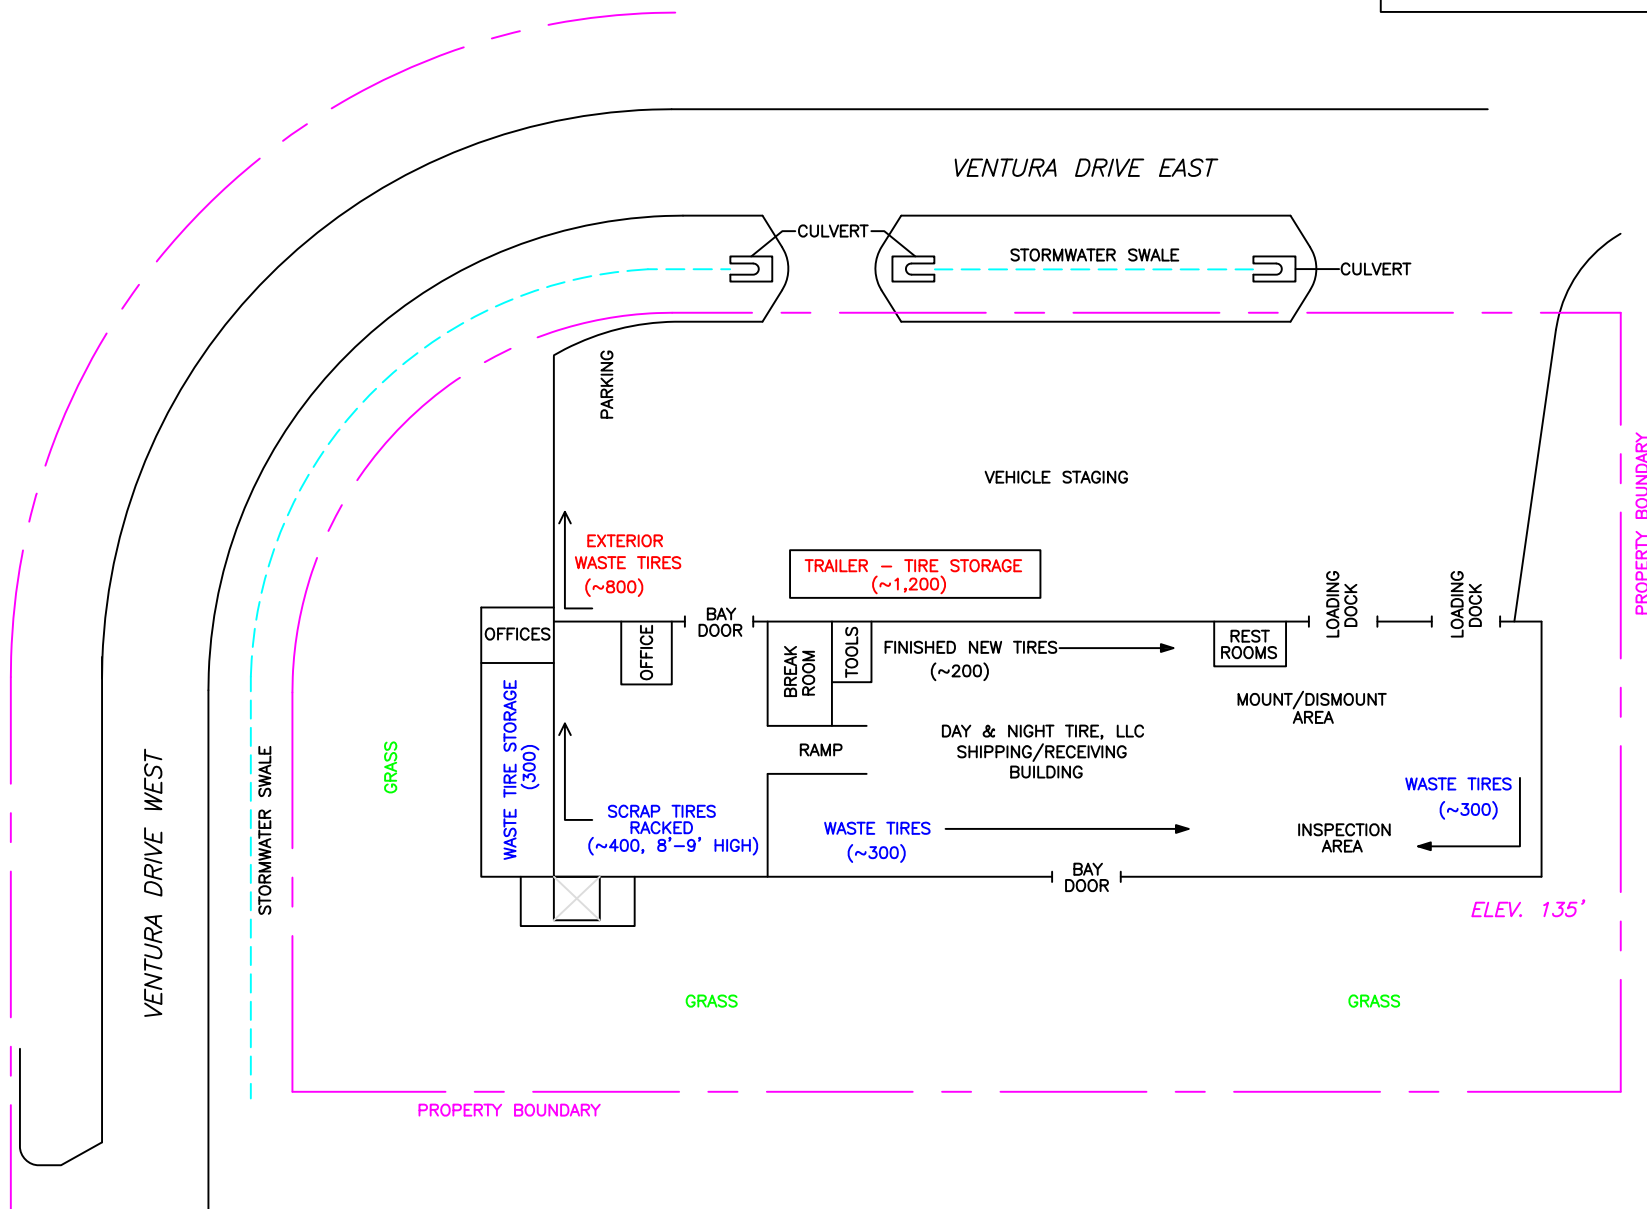 VENTURA DRIVE EAST
CULVERT
STORMWATER SWALE
CULVERT
PARKING
VEHICLE STAGING
PROPERTY BOUNDARY
EXTERIOR
WASTE TIRES
(~800)
TRAILER – TIRE STORAGE
(~1,200)
OFFICES
OFFICE
BAY
DOOR
BREAK
ROOM
TOOLS
FINISHED NEW TIRES
(~200)
REST
ROOMS
LOADING
DOCK
LOADING
DOCK
MOUNT/DISMOUNT
AREA
WASTE TIRE STORAGE
(300)
RAMP
DAY & NIGHT TIRE, LLC
SHIPPING/RECEIVING
BUILDING
GRASS
STORMWATER SWALE
VENTURA DRIVE WEST
SCRAP TIRES
RACKED
(~400, 8'–9' HIGH)
WASTE TIRES
(~300)
WASTE TIRES
(~300)
INSPECTION
AREA
BAY
DOOR
ELEV. 135'
GRASS
GRASS
PROPERTY BOUNDARY